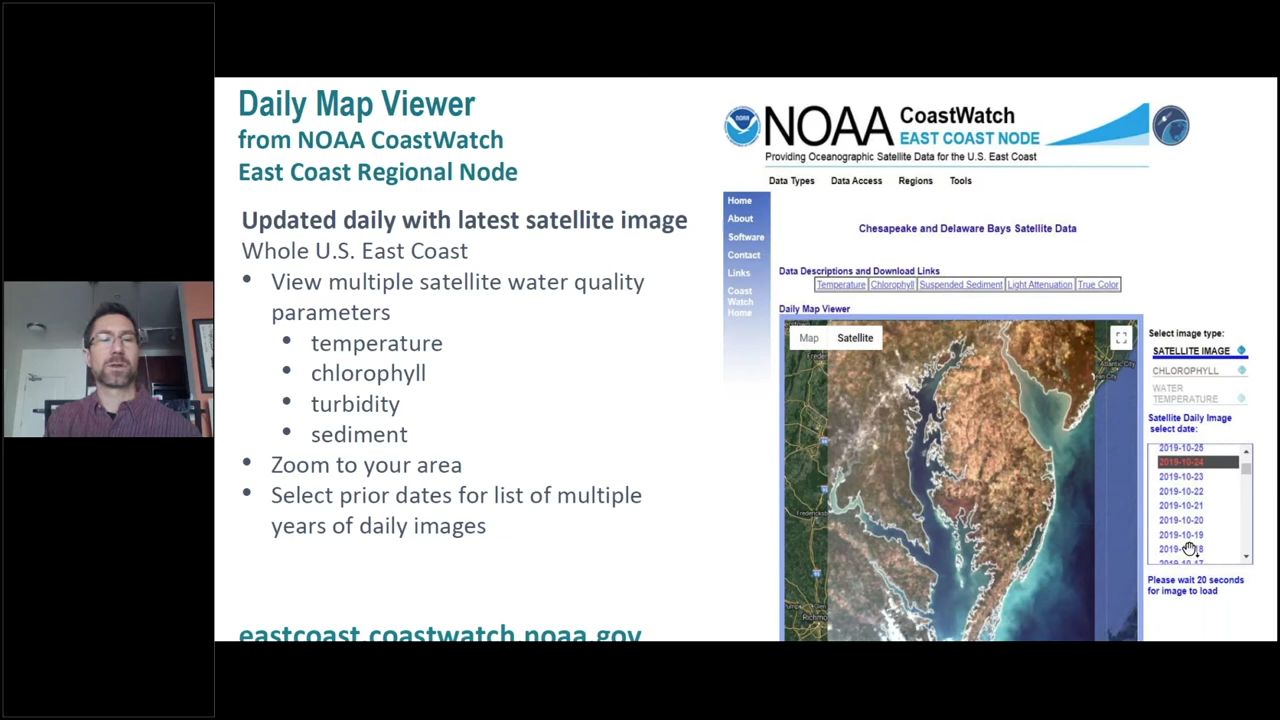 Daily Map Viewer
from NOAA CoastWatch
East Coast Regional Node
Updated daily with latest satellite image
Whole U.S. East Coast
• View multiple satellite water quality
parameters
• temperature
• chlorophyll
• turbidity
• sediment
• Zoom to your area
• Select prior dates for list of multiple
years of daily images
eastcoast.coastwatch.noaa.gov
NOAA
NOAA CoastWatch
EAST COAST NODE
Providing Oceanographic Satellite Data for the U.S. East Coast
Data Types Data Access Regions Tools
Home
About
Software
Contact
Links
Coast
Watch
Home
Chesapeake and Delaware Bays Satellite Data
Data Descriptions and Download Links
Temperature Chlorophyll Suspended Sediment Light Attenuation True Color
Daily Map Viewer
Map Satellite
Select image type:
SATELLITE IMAGE
CHLOROPHYLL
WATER
TEMPERATURE
Satellite Daily Image
select date:
2019-10-25
2019-10-24
2019-10-23
2019-10-22
2019-10-21
2019-10-20
2019-10-19
2019-10-18
2019-10-17
Please wait 20 seconds
for image to load